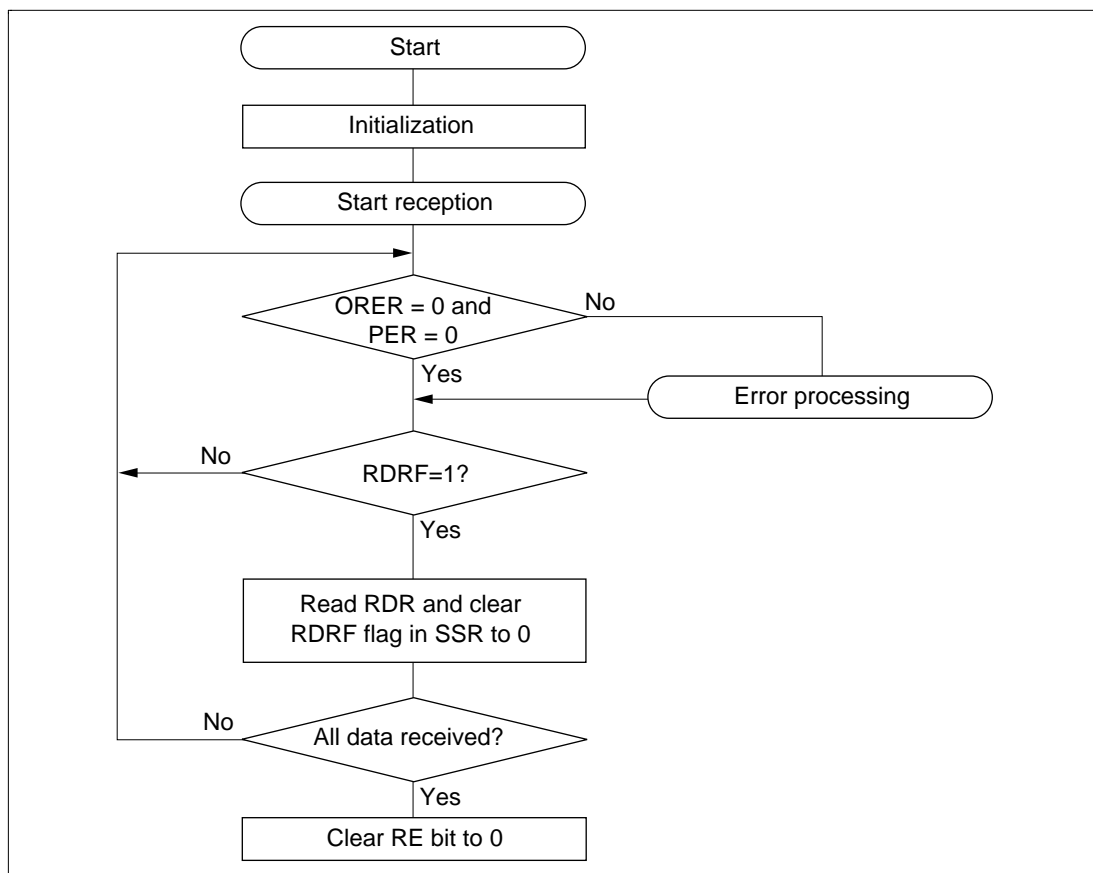 Start
Initialization
Start reception
ORER = 0 and
PER = 0
No
Yes
Error processing
No
RDRF=1?
Yes
Read RDR and clear
RDRF flag in SSR to 0
No
All data received?
Yes
Clear RE bit to 0